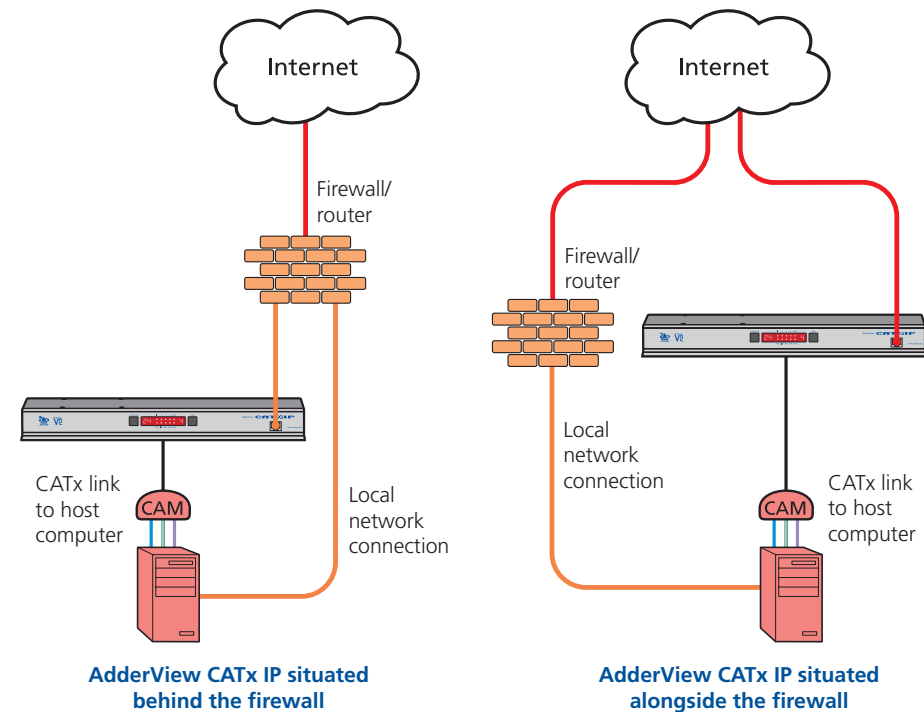 Internet
Firewall/
router
CATx link
to host
computer
CAM
Local
network
connection
AdderView CATx IP situated
behind the firewall
Internet
Firewall/
router
Local
network
connection
CATx link
to host
computer
CAM
AdderView CATx IP situated
alongside the firewall